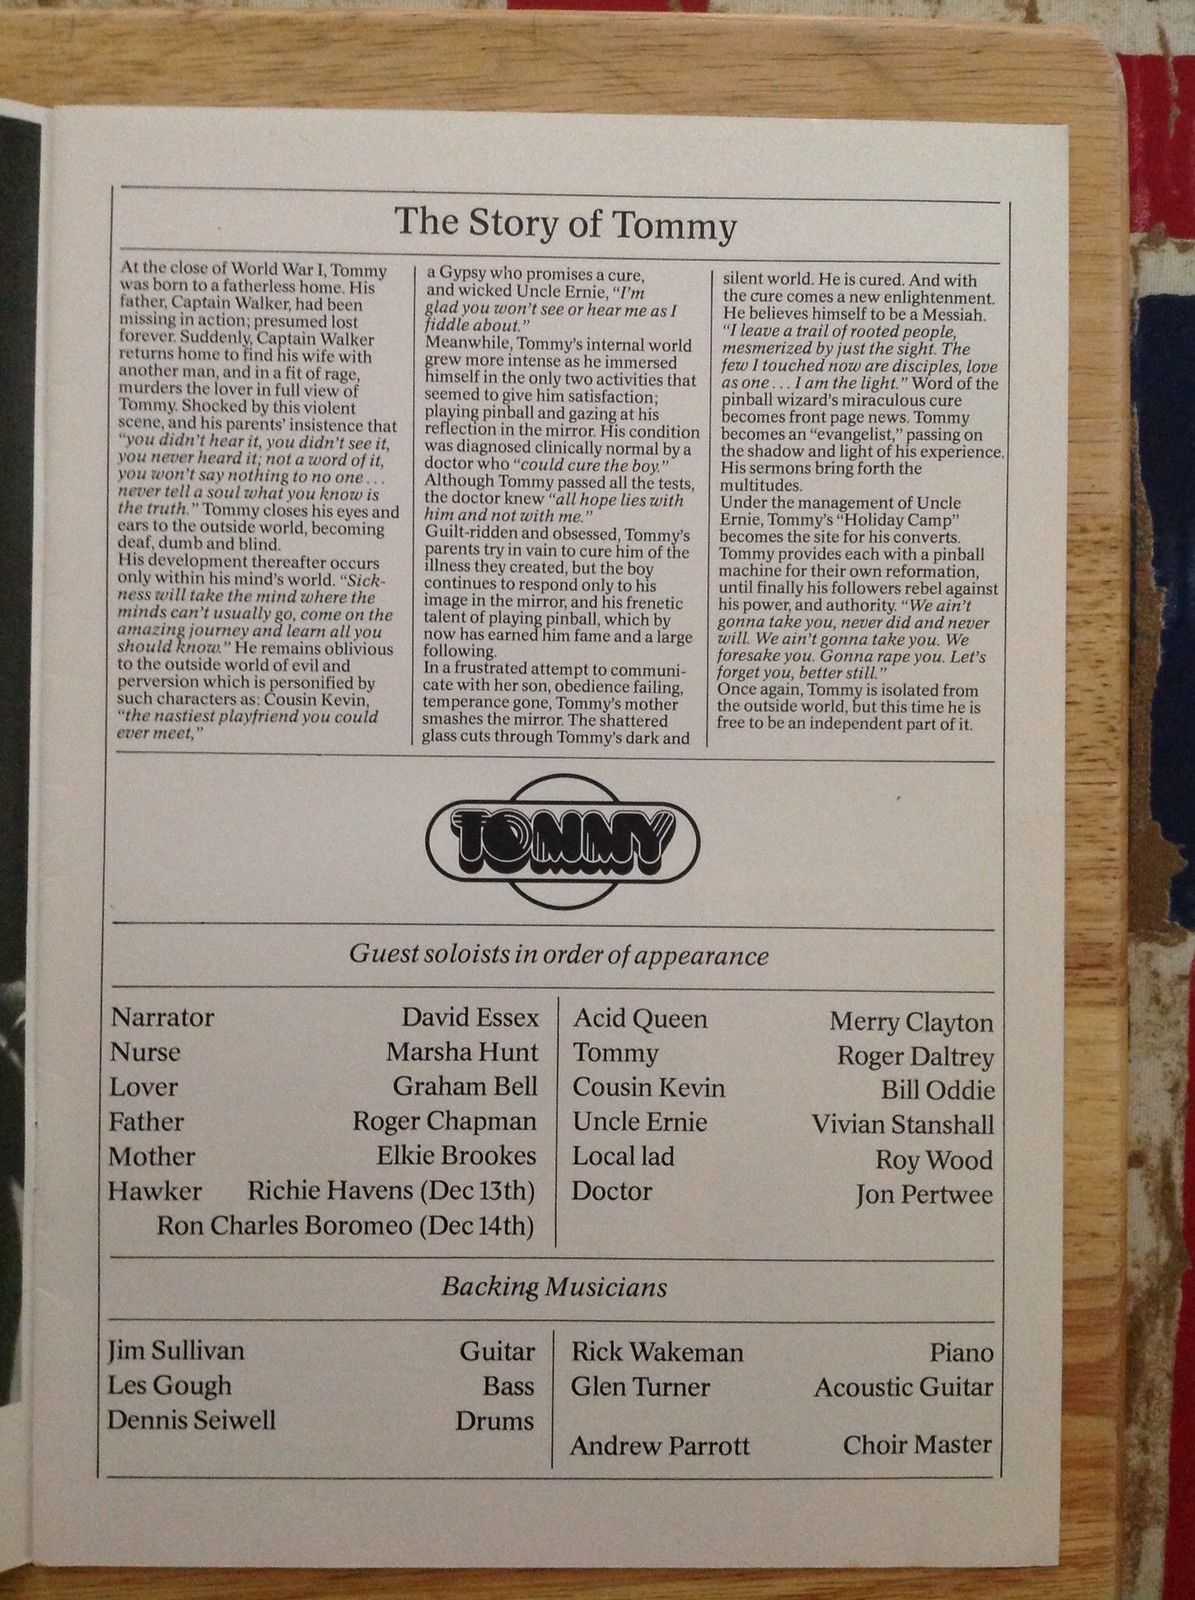 The Story of Tommy
At the close of World War I, Tommy
was born to a fatherless home. His
father, Captain Walker, had been
missing in action; presumed lost
forever. Suddenly, Captain Walker
returns home to find his wife with
another man, and in a fit of rage,
murders the lover in full view of
Tommy. Shocked by this violent
scene, and his parents' insistence that
"you didn't hear it, you didn't see it,
you never heard it; not a word of it,
you won't say nothing to no one...
never tell a soul what you know is
the truth." Tommy closes his eyes and
ears to the outside world, becoming
deaf, dumb and blind.
His development thereafter occurs
only within his mind's world. "Sick-
ness will take the mind where the
minds can't usually go, come on the
amazing journey and learn all you
should know." He remains oblivious
to the outside world of evil and
perversion which is personified by
such characters as: Cousin Kevin,
"the nastiest playfriend you could
ever meet,"
a Gypsy who promises a cure,
and wicked Uncle Ernie, "I'm
glad you won't see or hear me as I
fiddle about."
Meanwhile, Tommy's internal world
grew more intense as he immersed
himself in the only two activities that
seemed to give him satisfaction;
playing pinball and gazing at his
reflection in the mirror. His condition
was diagnosed clinically normal by a
doctor who "could cure the boy."
Although Tommy passed all the tests,
the doctor knew "all hope lies with
him and not with me."
Guilt-ridden and obsessed, Tommy's
parents try in vain to cure him of the
illness they created, but the boy
continues to respond only to his
image in the mirror, and his frenetic
talent of playing pinball, which by
now has earned him fame and a large
following.
In a frustrated attempt to communi-
cate with her son, obedience failing,
temperance gone, Tommy's mother
smashes the mirror. The shattered
glass cuts through Tommy's dark and
silent world. He is cured. And with
the cure comes a new enlightenment.
He believes himself to be a Messiah.
"I leave a trail of rooted people,
mesmerized by just the sight. The
few I touched now are disciples, love
as one... I am the light." Word of the
pinball wizard's miraculous cure
becomes front page news. Tommy
becomes an "evangelist," passing on
the shadow and light of his experience.
His sermons bring forth the
multitudes.
Under the management of Uncle
Ernie, Tommy's "Holiday Camp"
becomes the site for his converts.
Tommy provides each with a pinball
machine for their own reformation,
until finally his followers rebel against
his power, and authority. "We ain't
gonna take you, never did and never
will. We ain't gonna take you. We
foresake you. Gonna rape you. Let's
forget you, better still."
Once again, Tommy is isolated from
the outside world, but this time he is
free to be an independent part of it.
TOMMY
Guest soloists in order of appearance
Narrator David Essex
Nurse Marsha Hunt
Lover Graham Bell
Father Roger Chapman
Mother Elkie Brookes
Hawker Richie Havens (Dec 13th)
Ron Charles Boromeo (Dec 14th)
Acid Queen Merry Clayton
Tommy Roger Daltrey
Cousin Kevin Bill Oddie
Uncle Ernie Vivian Stanshall
Local lad Roy Wood
Doctor Jon Pertwee
Backing Musicians
Jim Sullivan Guitar
Les Gough Bass
Dennis Seiwell Drums
Rick Wakeman Piano
Glen Turner Acoustic Guitar
Andrew Parrott Choir Master